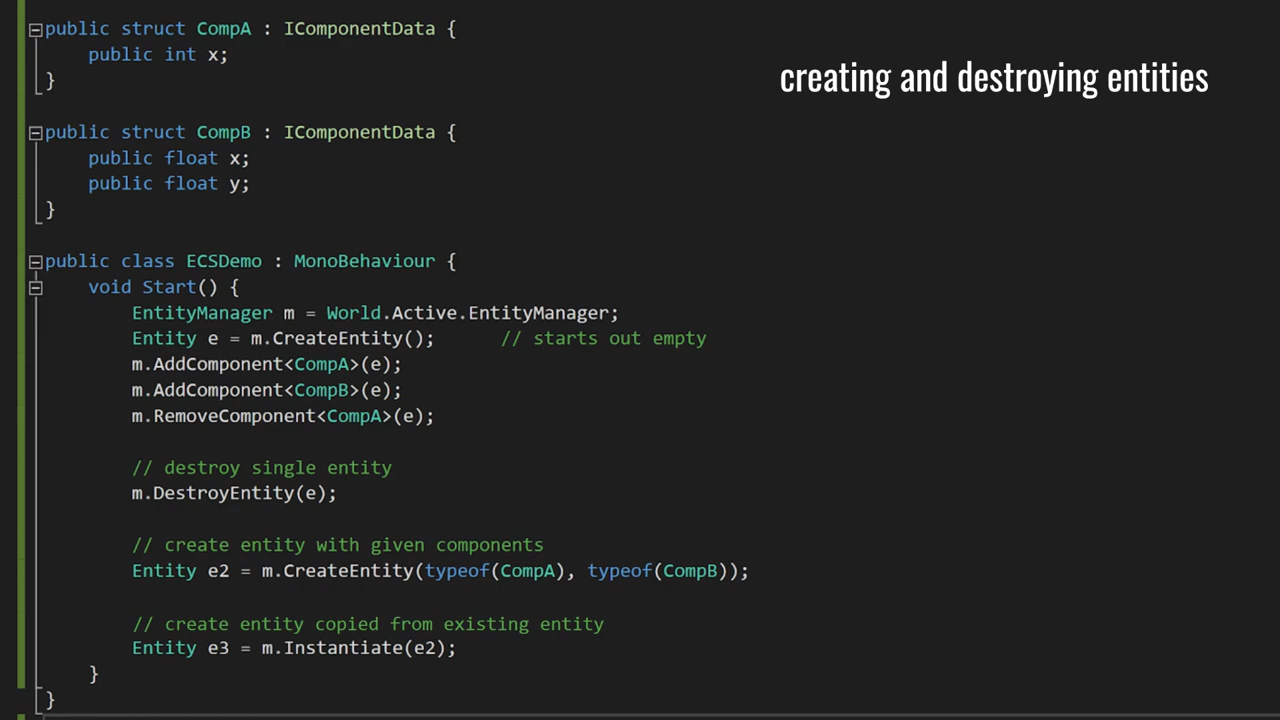 public struct CompA : IComponentData {
public int x;
}
creating and destroying entities
public struct CompB : IComponentData {
public float x;
public float y;
}
public class ECSDemo : MonoBehaviour {
void Start() {
EntityManager m = World.Active.EntityManager;
Entity e = m.CreateEntity();      // starts out empty
m.AddComponent<CompA>(e);
m.AddComponent<CompB>(e);
m.RemoveComponent<CompA>(e);
// destroy single entity
m.DestroyEntity(e);
// create entity with given components
Entity e2 = m.CreateEntity(typeof(CompA), typeof(CompB));
// create entity copied from existing entity
Entity e3 = m.Instantiate(e2);
}
}